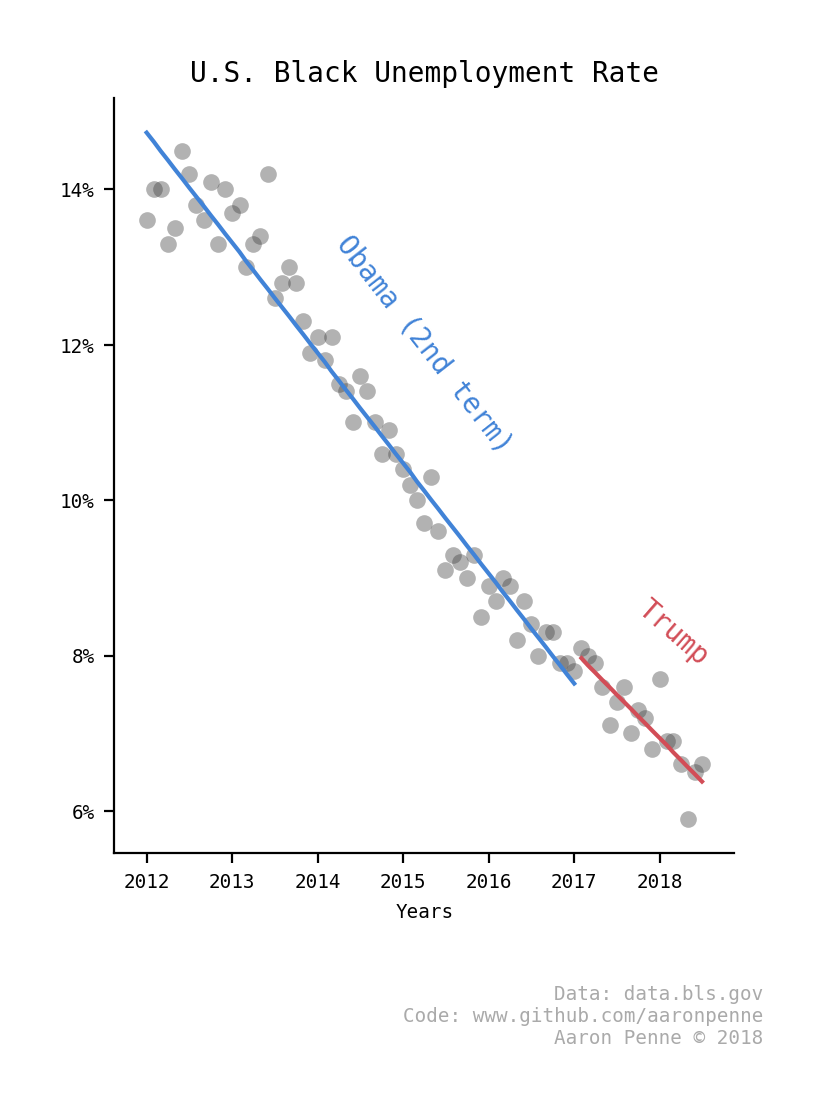 U.S. Black Unemployment Rate
14%
12%
10%
8%
6%
Obama (2nd term)
Trump
2012 2013 2014 2015 2016 2017 2018
Years
Data: data.bls.gov
Code: www.github.com/aaronpenne
Aaron Penne © 2018